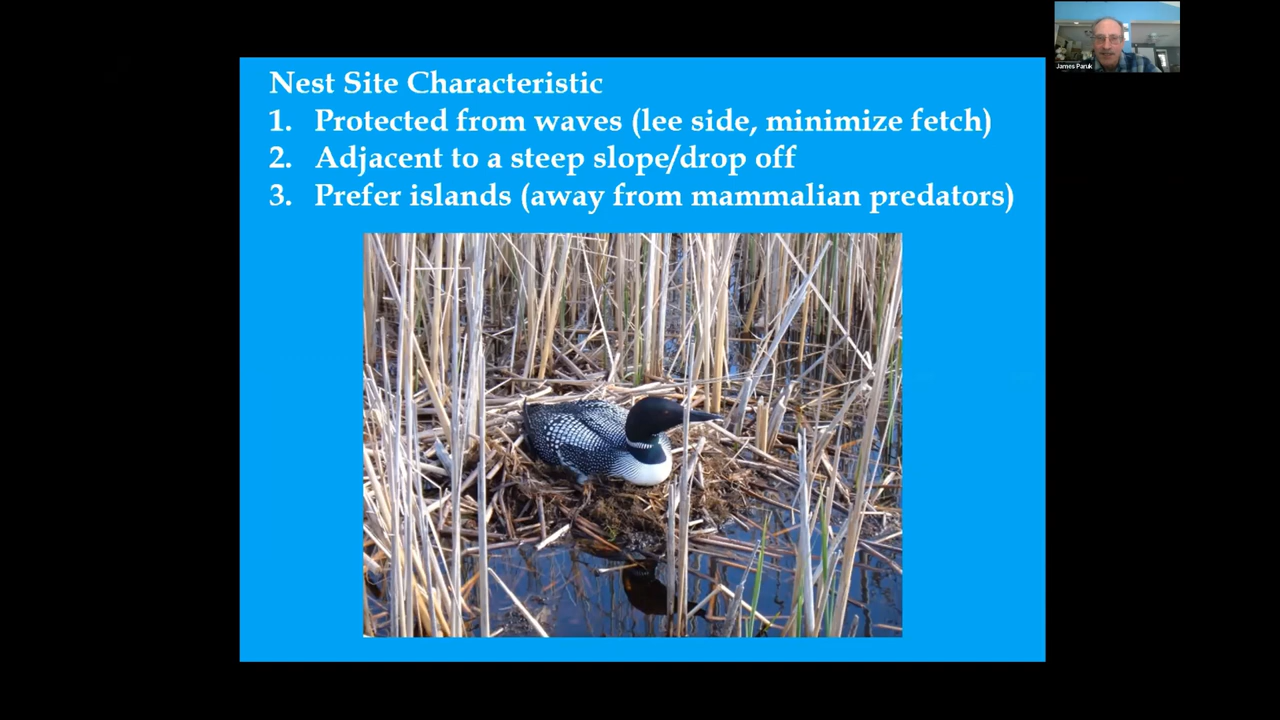 Nest Site Characteristic
1. Protected from waves (lee side, minimize fetch)
2. Adjacent to a steep slope/drop off
3. Prefer islands (away from mammalian predators)
James Paruk